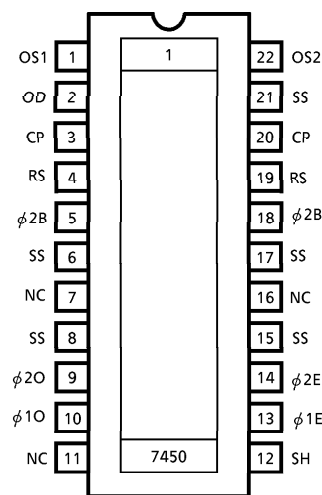 OS1 1 1 22 OS2
OD 2 21 SS
CP 3 20 CP
RS 4 19 RS
ϕ2B 5 18 ϕ2B
SS 6 17 SS
NC 7 16 NC
SS 8 15 SS
ϕ2O 9 14 ϕ2E
ϕ1O 10 13 ϕ1E
NC 11 7450 12 SH